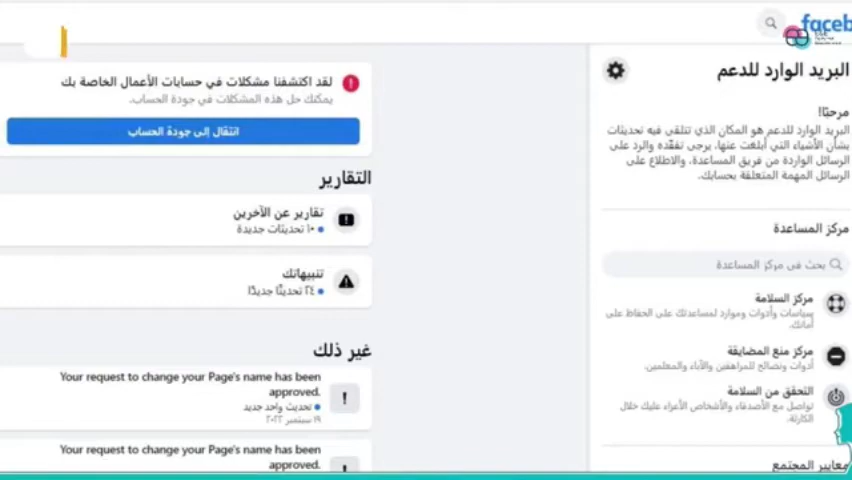 faceb
البريد الوارد للدعم
مرحبًا!
البريد الوارد للدعم هو المكان الذي تتلقى فيه تحديثات
بشأن الأشياء التي أبلغت عنها. يرجى تفقّده والرد على
الرسائل الواردة من فريق المساعدة، والاطلاع على
الرسائل المهمة المتعلقة بحسابك.
مركز المساعدة
بحث في مركز المساعدة
مركز السلامة
سياسات وأدوات وموارد لمساعدتك على الحفاظ على
أمانك.
مركز منع المضايقة
أدوات ونصائح للمراهقين والآباء والمعلمين.
التحقق من السلامة
تواصل مع الأصدقاء والأشخاص الأعزاء عليك خلال
الكارثة.
معايير المجتمع
لقد اكتشفنا مشكلات في حسابات الأعمال الخاصة بك
يمكنك حل هذه المشكلات في جودة الحساب.
انتقال إلى جودة الحساب
التقارير
تقارير عن الآخرين
١٠ تحديثات جديدة
تنبيهاتك
٢٤ تحديثًا جديدًا
غير ذلك
Your request to change your Page's name has been
approved.
تحديث واحد جديد
١٩ سبتمبر ٢٠٢٢
Your request to change your Page's name has been
approved.